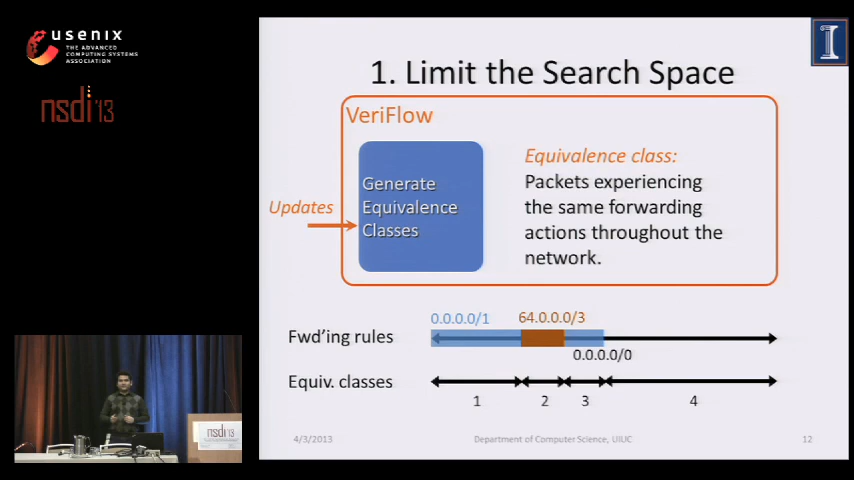 usenix
THE ADVANCED
COMPUTING SYSTEMS
ASSOCIATION
nsdi '13
I
1. Limit the Search Space
VeriFlow
Generate
Equivalence
Classes
Updates
Equivalence class:
Packets experiencing
the same forwarding
actions throughout the
network.
0.0.0.0/1
64.0.0.0/3
Fwd'ing rules
0.0.0.0/0
Equiv. classes
1 2 3 4
4/3/2013
Department of Computer Science, UIUC
12
nsdi'13